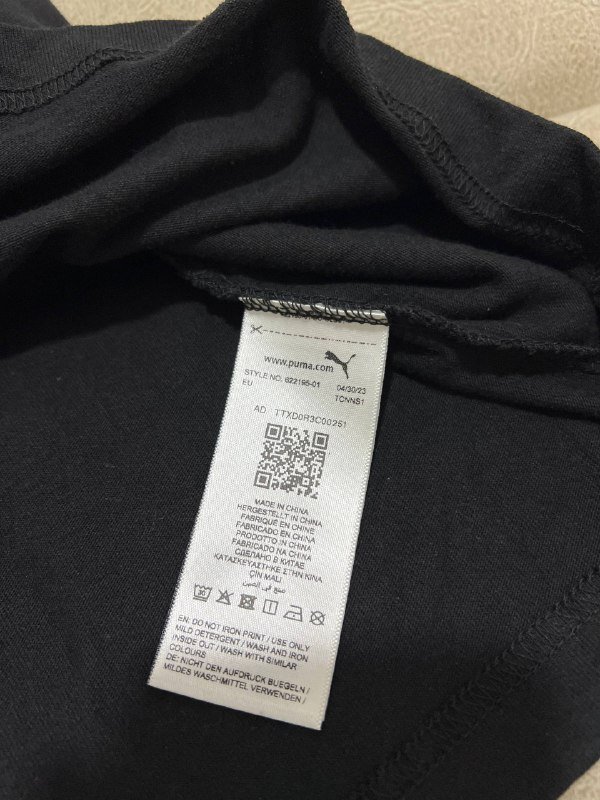 www.puma.com
STYLE NO. 622195-01 04/30/23
EU TCNNS1
AD TTXD0R3C00251
MADE IN CHINA
HERGESTELLT IN CHINA
FABRIQUÉ EN CHINE
FABRICADO EN CHINA
PRODOTTO IN CHINA
FABRICADO NA CHINA
СДЕЛАНО В КИТАЕ
ΚΑΤΑΣΚΕΥΑΣΤΗΚΕ ΣΤΗΝ ΚΙΝΑ
ÇİN MALI
صنع في الصين
EN: DO NOT IRON PRINT / USE ONLY
MILD DETERGENT / WASH AND IRON
INSIDE OUT / WASH WITH SIMILAR
COLOURS
DE: NICHT DEN AUFDRUCK BUEGELN /
MILDES WASCHMITTEL VERWENDEN /